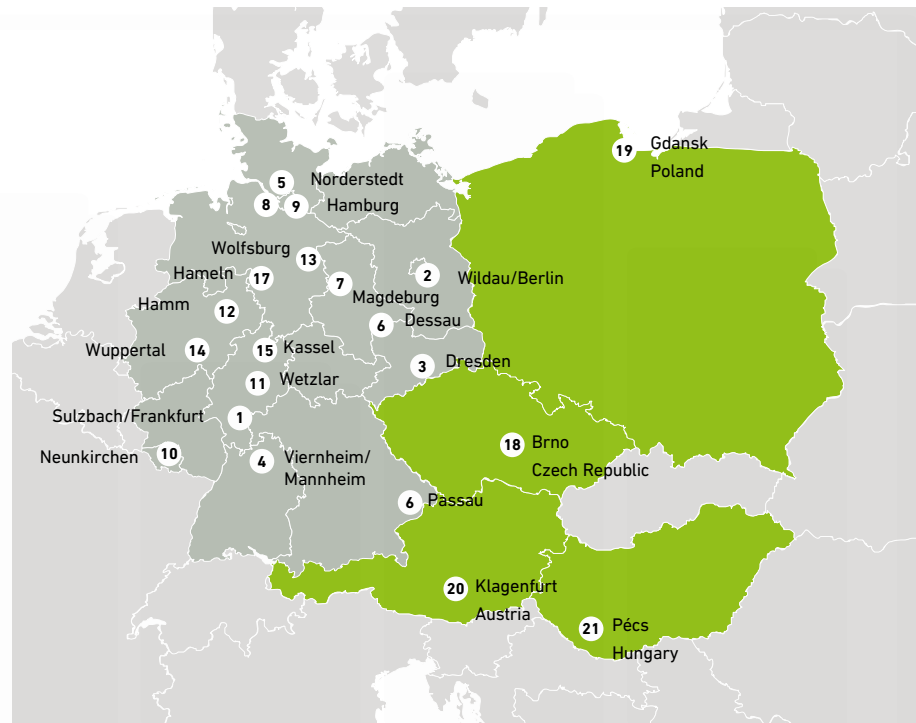 19 Gdansk
Poland
5 Norderstedt
8 9 Hamburg
Wolfsburg 13
Hameln 17
2 Wildau/Berlin
7 Magdeburg
Hamm 12
6 Dessau
Wuppertal 14
15 Kassel
3 Dresden
11 Wetzlar
Sulzbach/Frankfurt 1
Neunkirchen 10
4 Viernheim/
Mannheim
18 Brno
Czech Republic
6 Passau
20 Klagenfurt
Austria
21 Pécs
Hungary